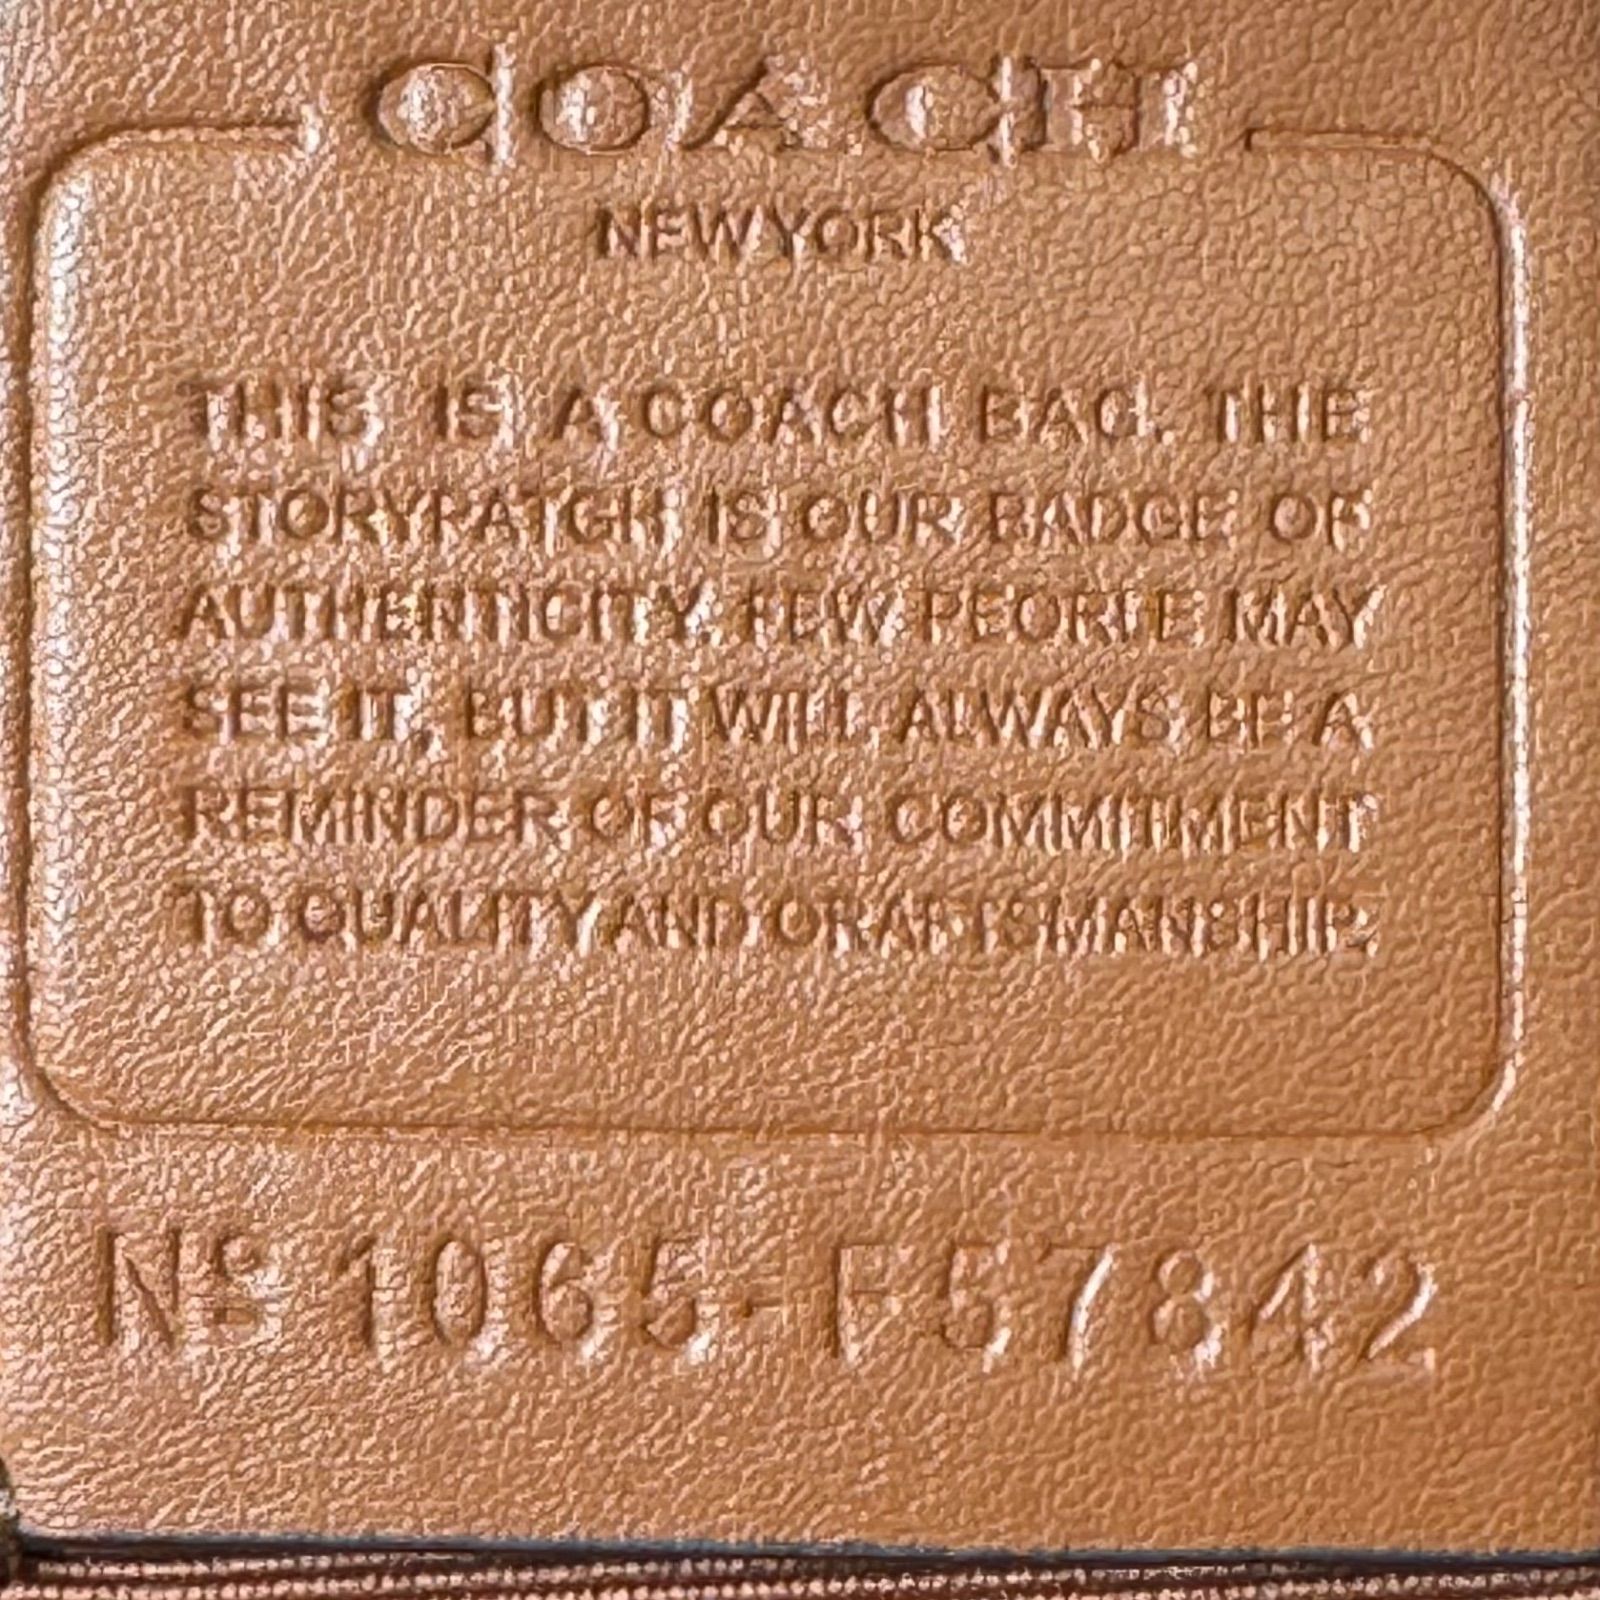 COACH
NEW YORK
THIS IS A COACH BAG. THE
STORYPATCH IS OUR BADGE OF
AUTHENTICITY. FEW PEOPLE MAY
SEE IT, BUT IT WILL ALWAYS BE A
REMINDER OF OUR COMMITMENT
TO QUALITY AND CRAFTSMANSHIP.
Nº 1065-F57842